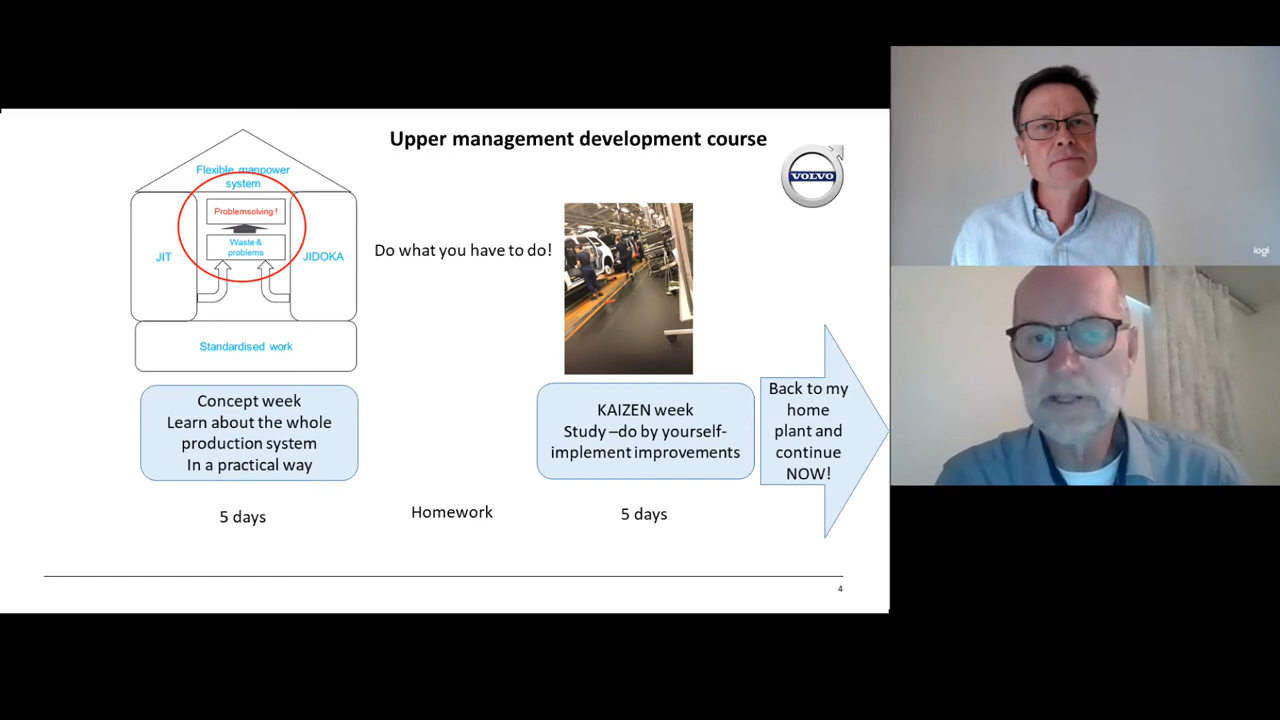 Upper management development course
VOLVO
Flexible manpower
system
Problemsolving !
Waste &
problems
JIT
JIDOKA
Standardised work
Do what you have to do!
Concept week
Learn about the whole
production system
In a practical way
5 days
Homework
KAIZEN week
Study –do by yourself-
implement improvements
5 days
Back to my
home
plant and
continue
NOW!
4
logi